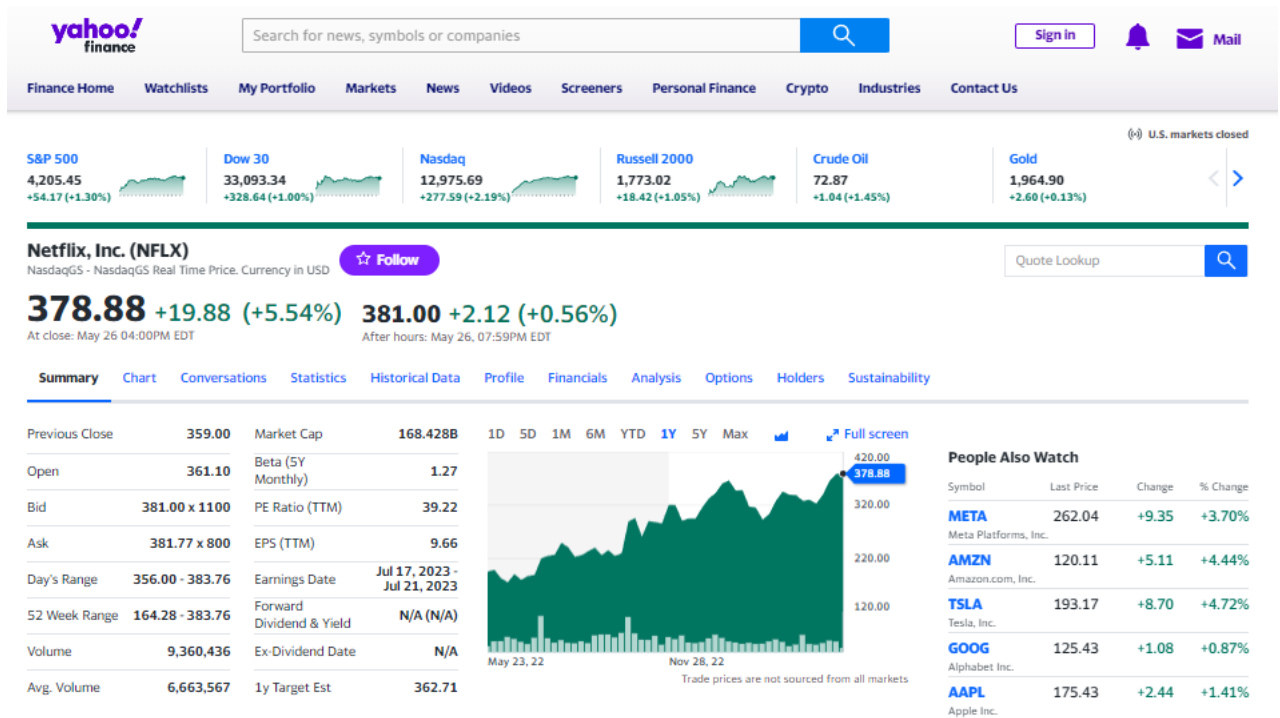 yahoo!
finance
Search for news, symbols or companies
Sign in
Mail
Finance Home Watchlists My Portfolio Markets News Videos Screeners Personal Finance Crypto Industries Contact Us
U.S. markets closed
S&P 500 Dow 30 Nasdaq Russell 2000 Crude Oil Gold
4,205.45 33,093.34 12,975.69 1,773.02 72.87 1,964.90
+54.17 (+1.30%) +328.64 (+1.00%) +277.59 (+2.19%) +18.42 (+1.05%) +1.04 (+1.45%) +2.60 (+0.13%)
Netflix, Inc. (NFLX)
NasdaqGS - NasdaqGS Real Time Price. Currency in USD
Follow
Quote Lookup
378.88 +19.88 (+5.54%) 381.00 +2.12 (+0.56%)
At close: May 26 04:00PM EDT After hours: May 26, 07:59PM EDT
Summary Chart Conversations Statistics Historical Data Profile Financials Analysis Options Holders Sustainability
Previous Close 359.00
Open 361.10
Bid 381.00 x 1100
Ask 381.77 x 800
Day's Range 356.00 - 383.76
52 Week Range 164.28 - 383.76
Volume 9,360,436
Avg. Volume 6,663,567
Market Cap 168.428B
Beta (5Y
Monthly) 1.27
PE Ratio (TTM) 39.22
EPS (TTM) 9.66
Earnings Date Jul 17, 2023 -
Jul 21, 2023
Forward
Dividend & Yield N/A (N/A)
Ex-Dividend Date N/A
1y Target Est 362.71
1D 5D 1M 6M YTD 1Y 5Y Max Full screen
420.00
378.88
320.00
220.00
120.00
May 23, 22 Nov 28, 22
Trade prices are not sourced from all markets
People Also Watch
Symbol Last Price Change % Change
META 262.04 +9.35 +3.70%
Meta Platforms, Inc.
AMZN 120.11 +5.11 +4.44%
Amazon.com, Inc.
TSLA 193.17 +8.70 +4.72%
Tesla, Inc.
GOOG 125.43 +1.08 +0.87%
Alphabet Inc.
AAPL 175.43 +2.44 +1.41%
Apple Inc.